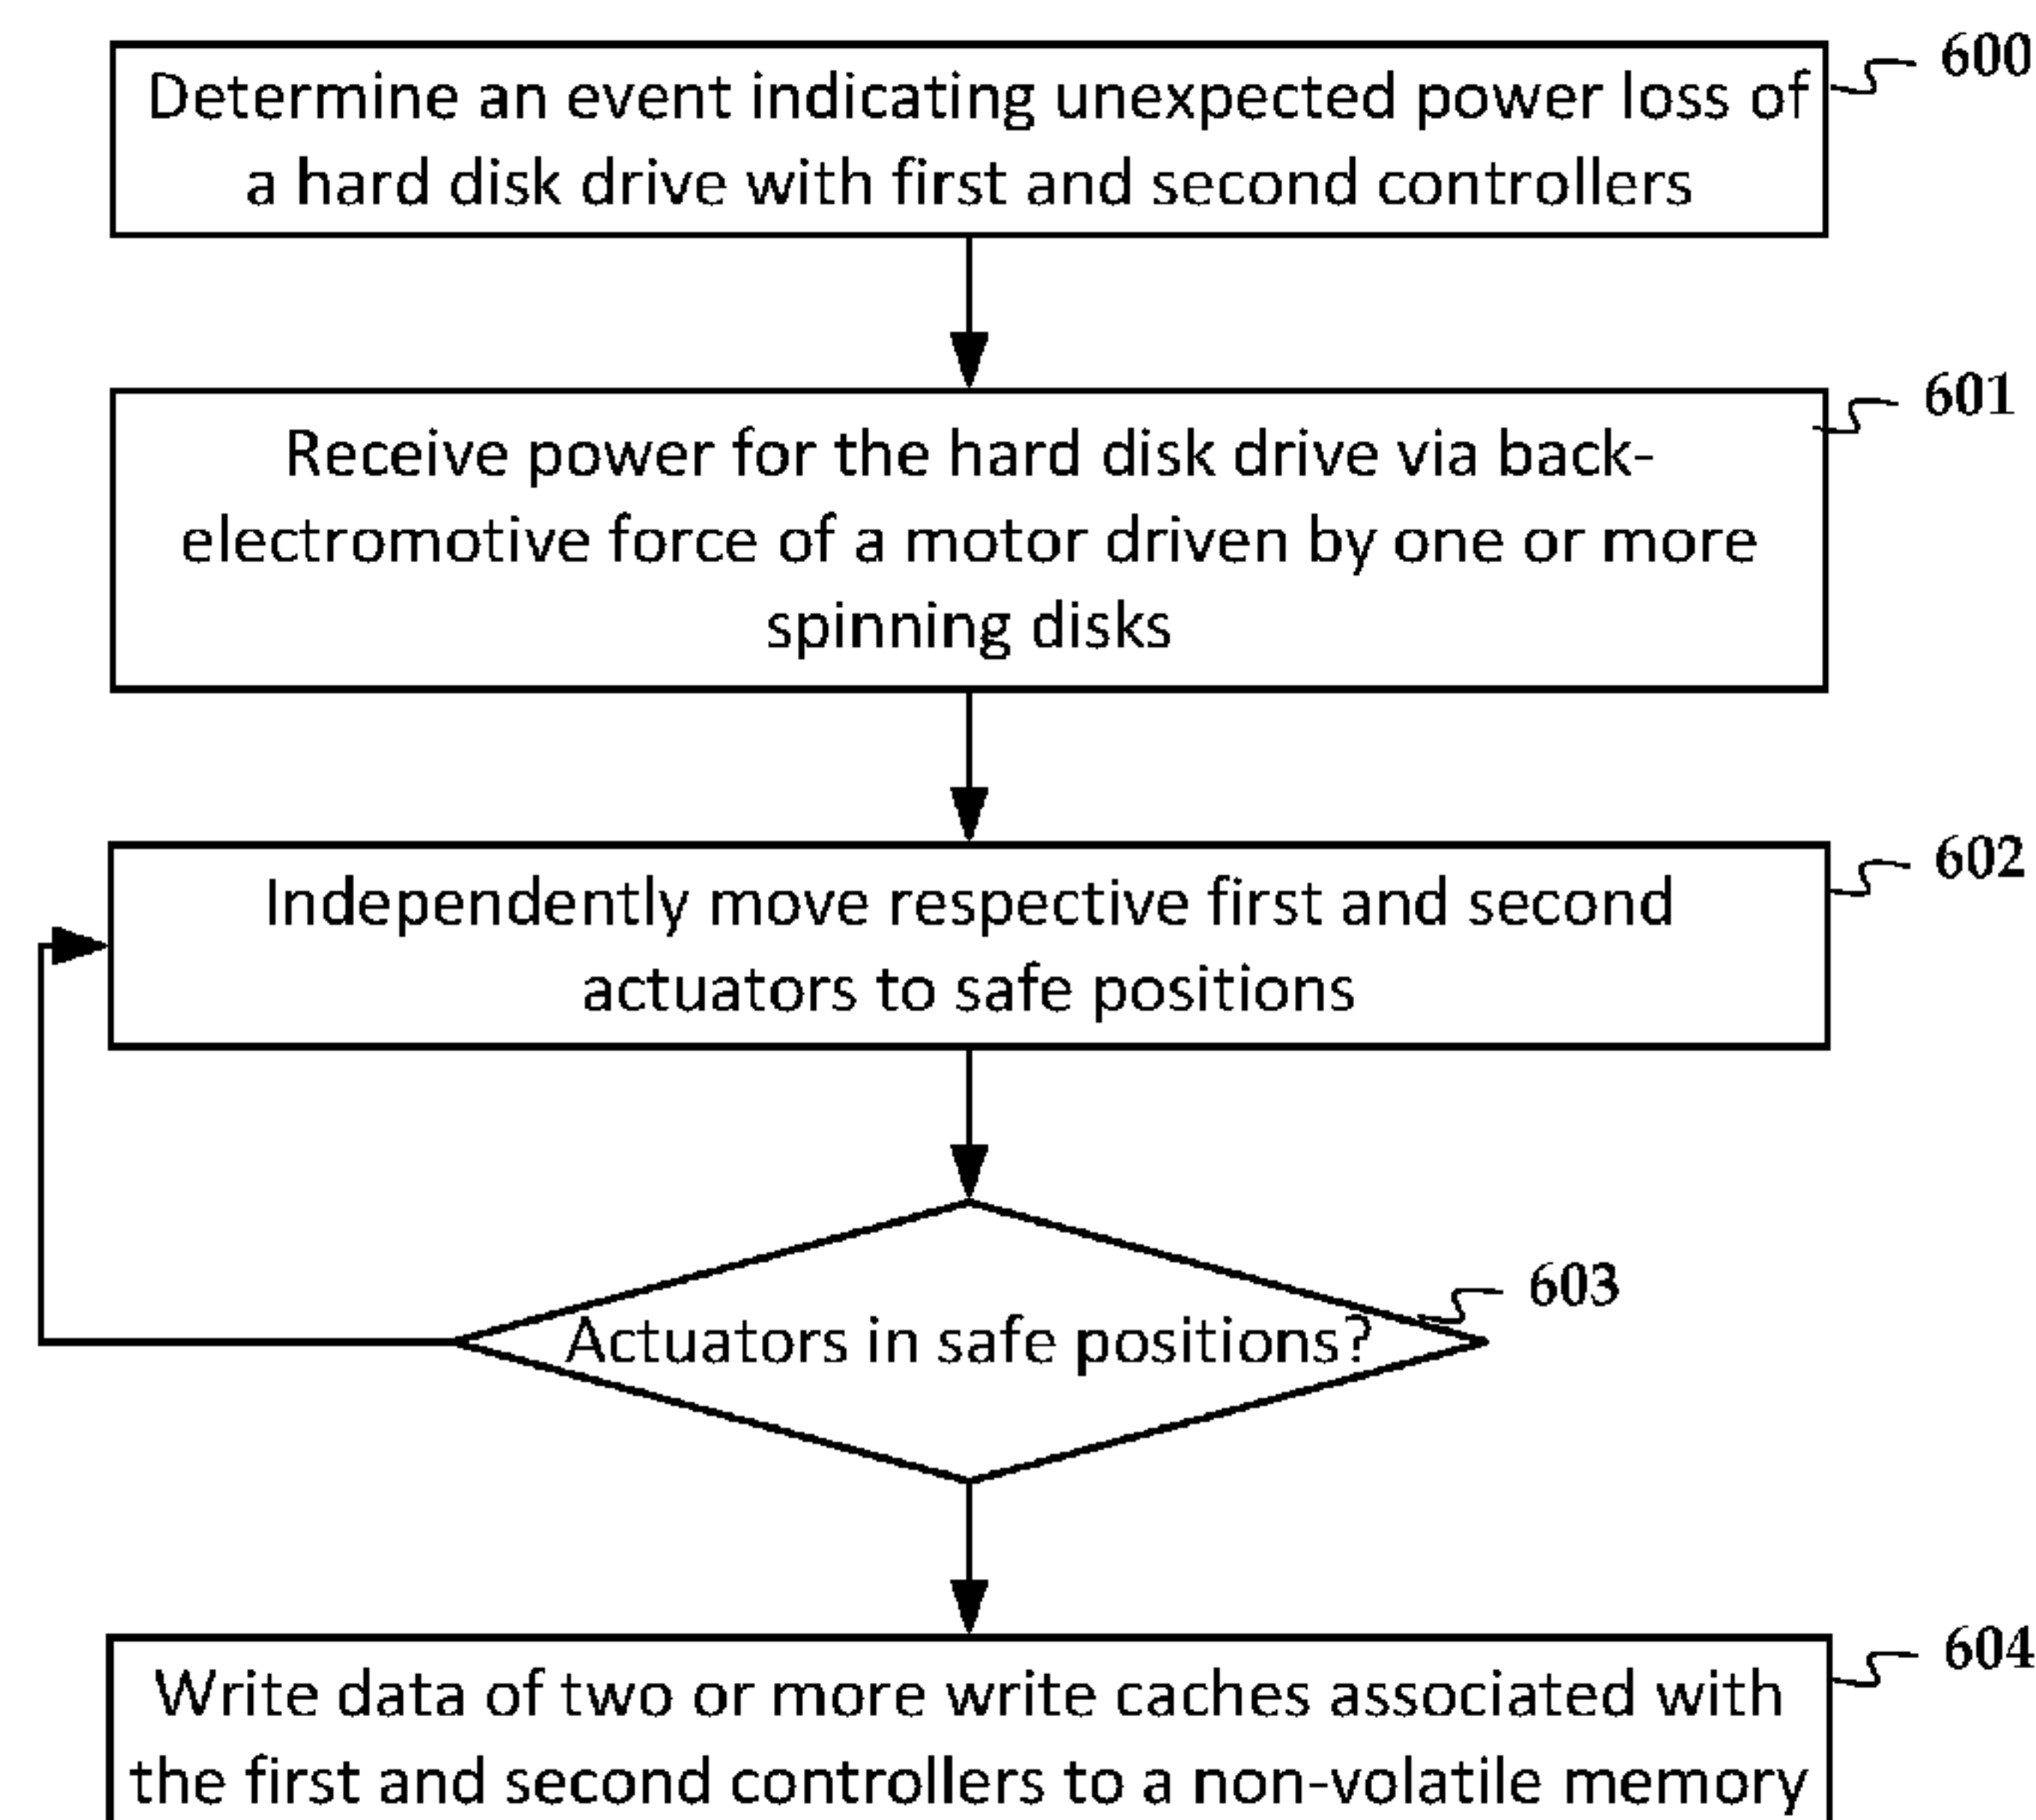 Determine an event indicating unexpected power loss of
a hard disk drive with first and second controllers
600
Receive power for the hard disk drive via back-
electromotive force of a motor driven by one or more
spinning disks
601
Independently move respective first and second
actuators to safe positions
602
Actuators in safe positions?
603
Write data of two or more write caches associated with
the first and second controllers to a non-volatile memory
604